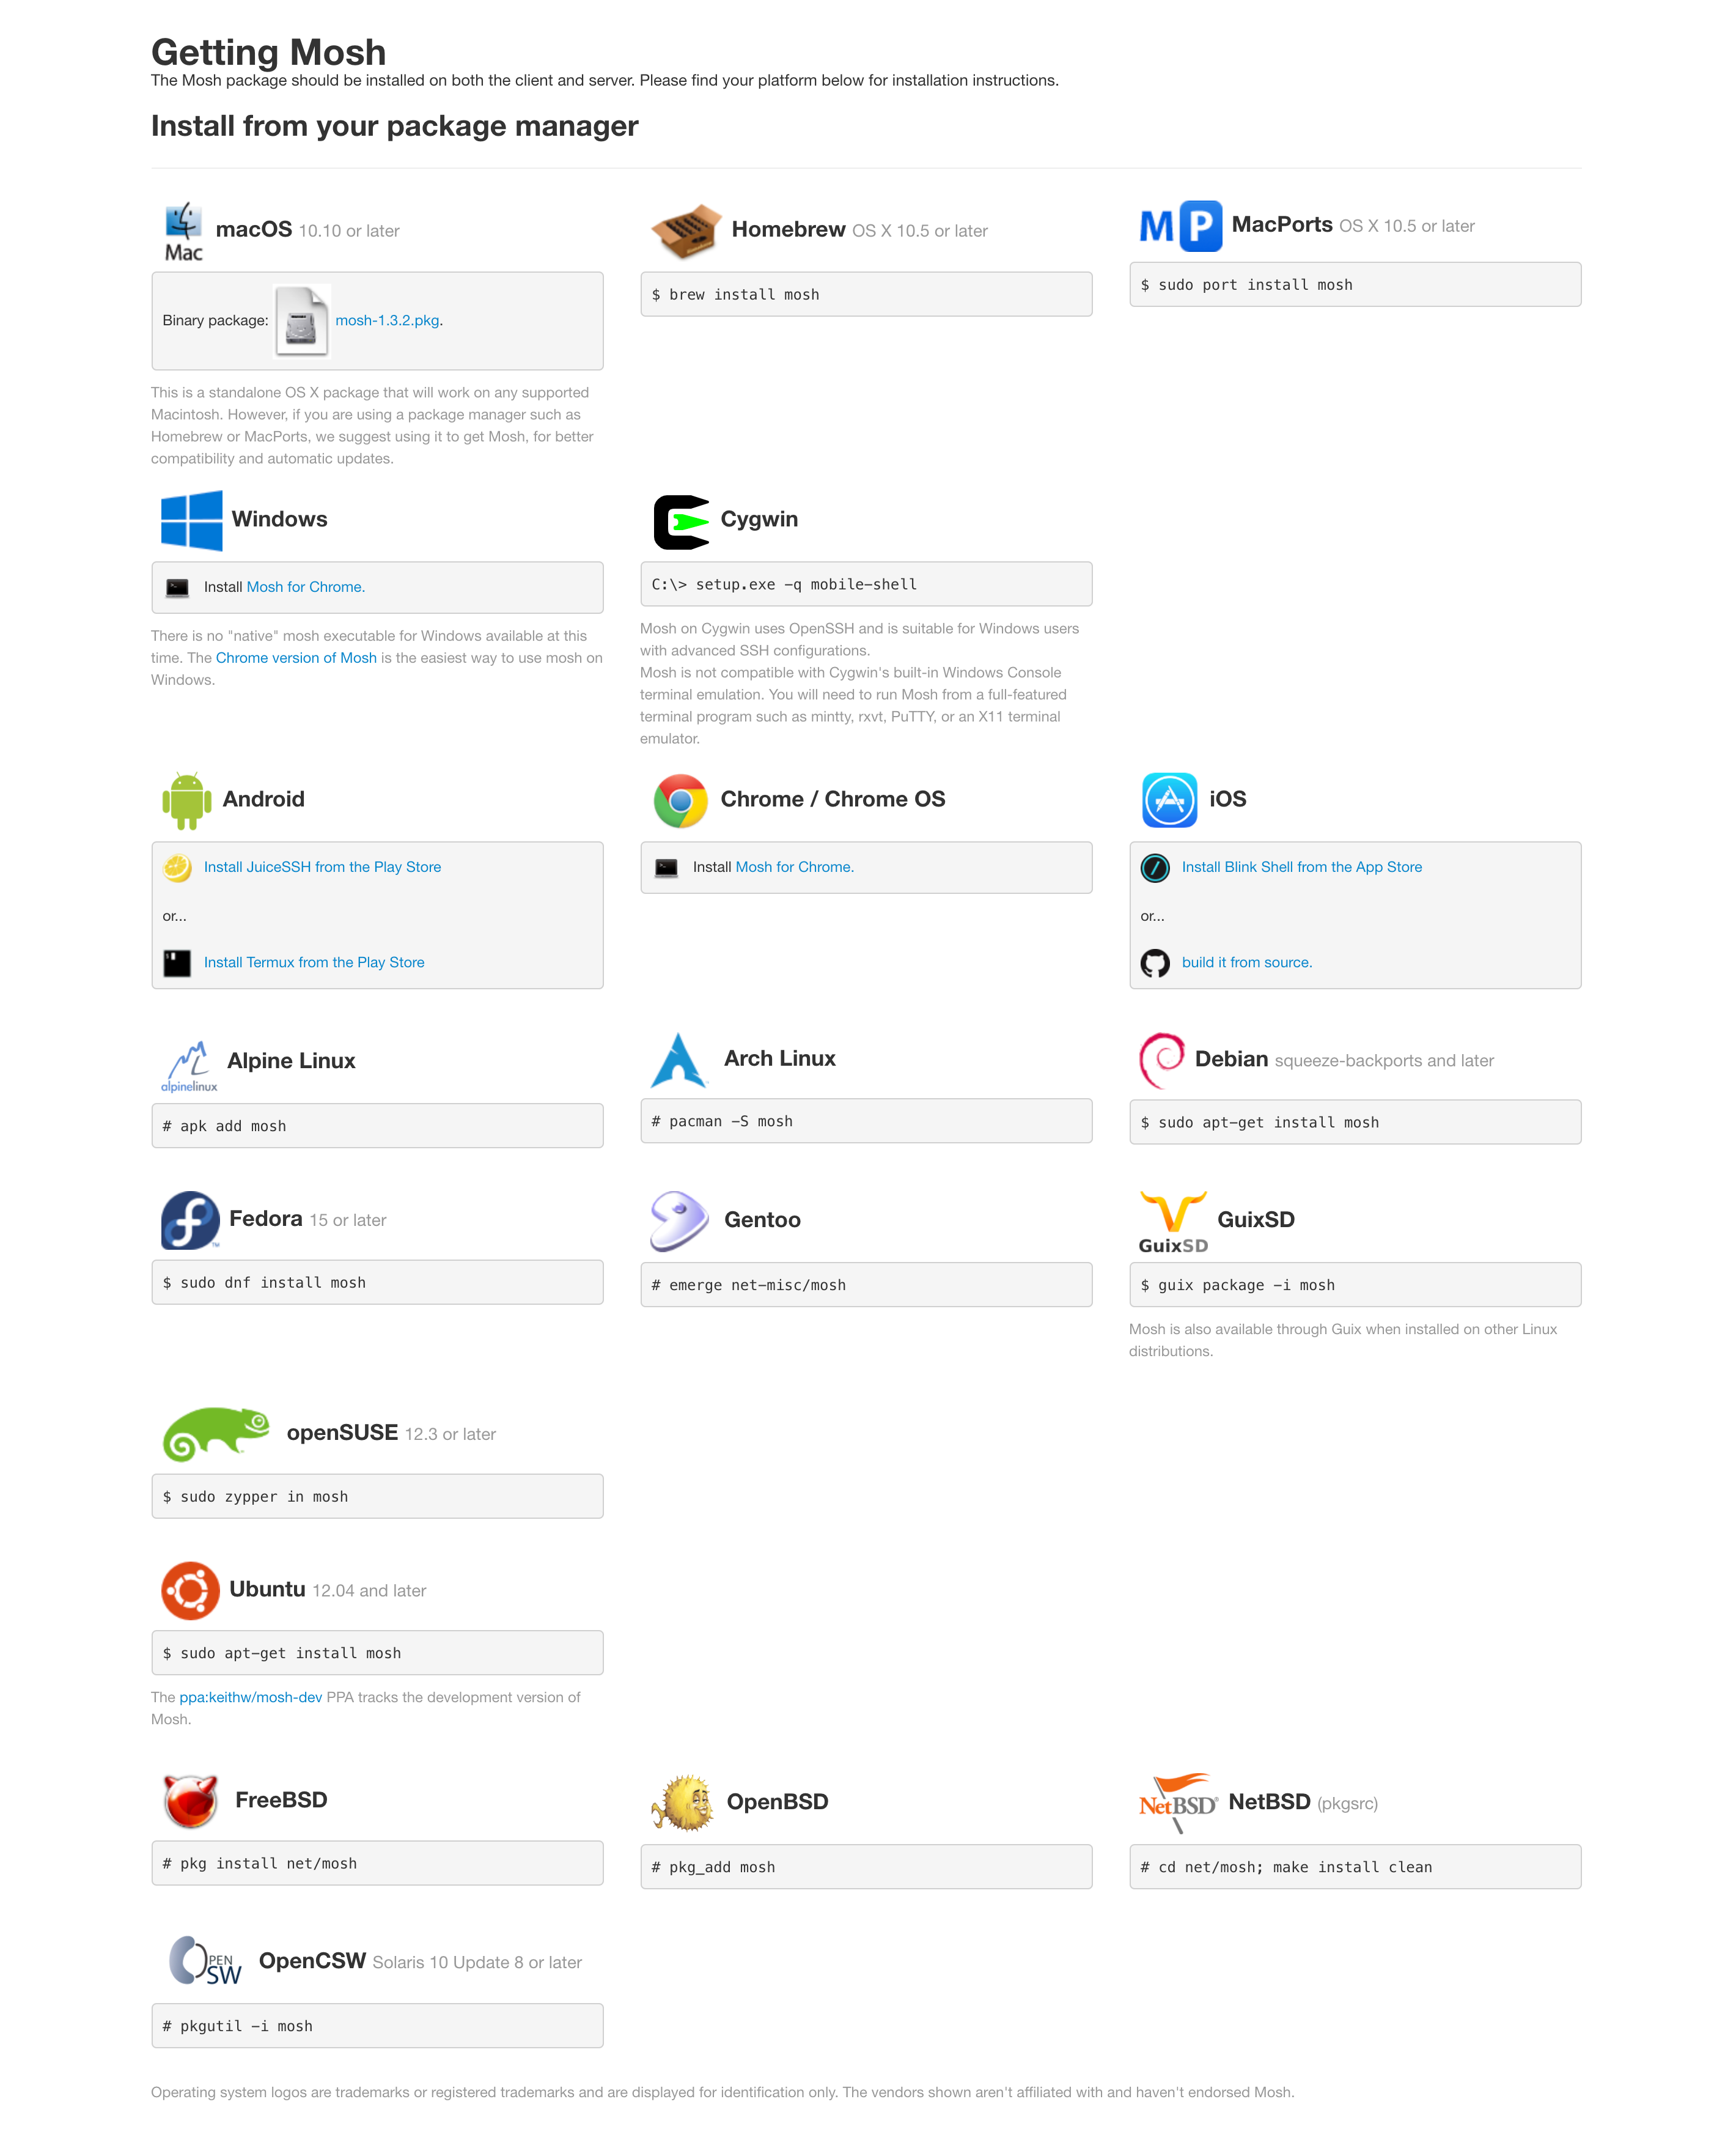 Getting Mosh
The Mosh package should be installed on both the client and server. Please find your platform below for installation instructions.
Install from your package manager
Mac
macOS 10.10 or later
Binary package: mosh-1.3.2.pkg.
This is a standalone OS X package that will work on any supported
Macintosh. However, if you are using a package manager such as
Homebrew or MacPorts, we suggest using it to get Mosh, for better
compatibility and automatic updates.
Homebrew OS X 10.5 or later
$ brew install mosh
MP
MacPorts OS X 10.5 or later
$ sudo port install mosh
Windows
Install Mosh for Chrome.
There is no "native" mosh executable for Windows available at this
time. The Chrome version of Mosh is the easiest way to use mosh on
Windows.
Cygwin
C:\> setup.exe -q mobile-shell
Mosh on Cygwin uses OpenSSH and is suitable for Windows users
with advanced SSH configurations.
Mosh is not compatible with Cygwin's built-in Windows Console
terminal emulation. You will need to run Mosh from a full-featured
terminal program such as mintty, rxvt, PuTTY, or an X11 terminal
emulator.
Android
Install JuiceSSH from the Play Store
or...
Install Termux from the Play Store
Chrome / Chrome OS
Install Mosh for Chrome.
iOS
Install Blink Shell from the App Store
or...
build it from source.
alpinelinux
Alpine Linux
# apk add mosh
Arch Linux
# pacman -S mosh
Debian squeeze-backports and later
$ sudo apt-get install mosh
Fedora 15 or later
$ sudo dnf install mosh
Gentoo
# emerge net-misc/mosh
GuixSD
GuixSD
$ guix package -i mosh
Mosh is also available through Guix when installed on other Linux
distributions.
openSUSE 12.3 or later
$ sudo zypper in mosh
Ubuntu 12.04 and later
$ sudo apt-get install mosh
The ppa:keithw/mosh-dev PPA tracks the development version of
Mosh.
FreeBSD
# pkg install net/mosh
OpenBSD
# pkg_add mosh
NetBSD®
NetBSD (pkgsrc)
# cd net/mosh; make install clean
OPEN
CSW
OpenCSW Solaris 10 Update 8 or later
# pkgutil -i mosh
Operating system logos are trademarks or registered trademarks and are displayed for identification only. The vendors shown aren't affiliated with and haven't endorsed Mosh.